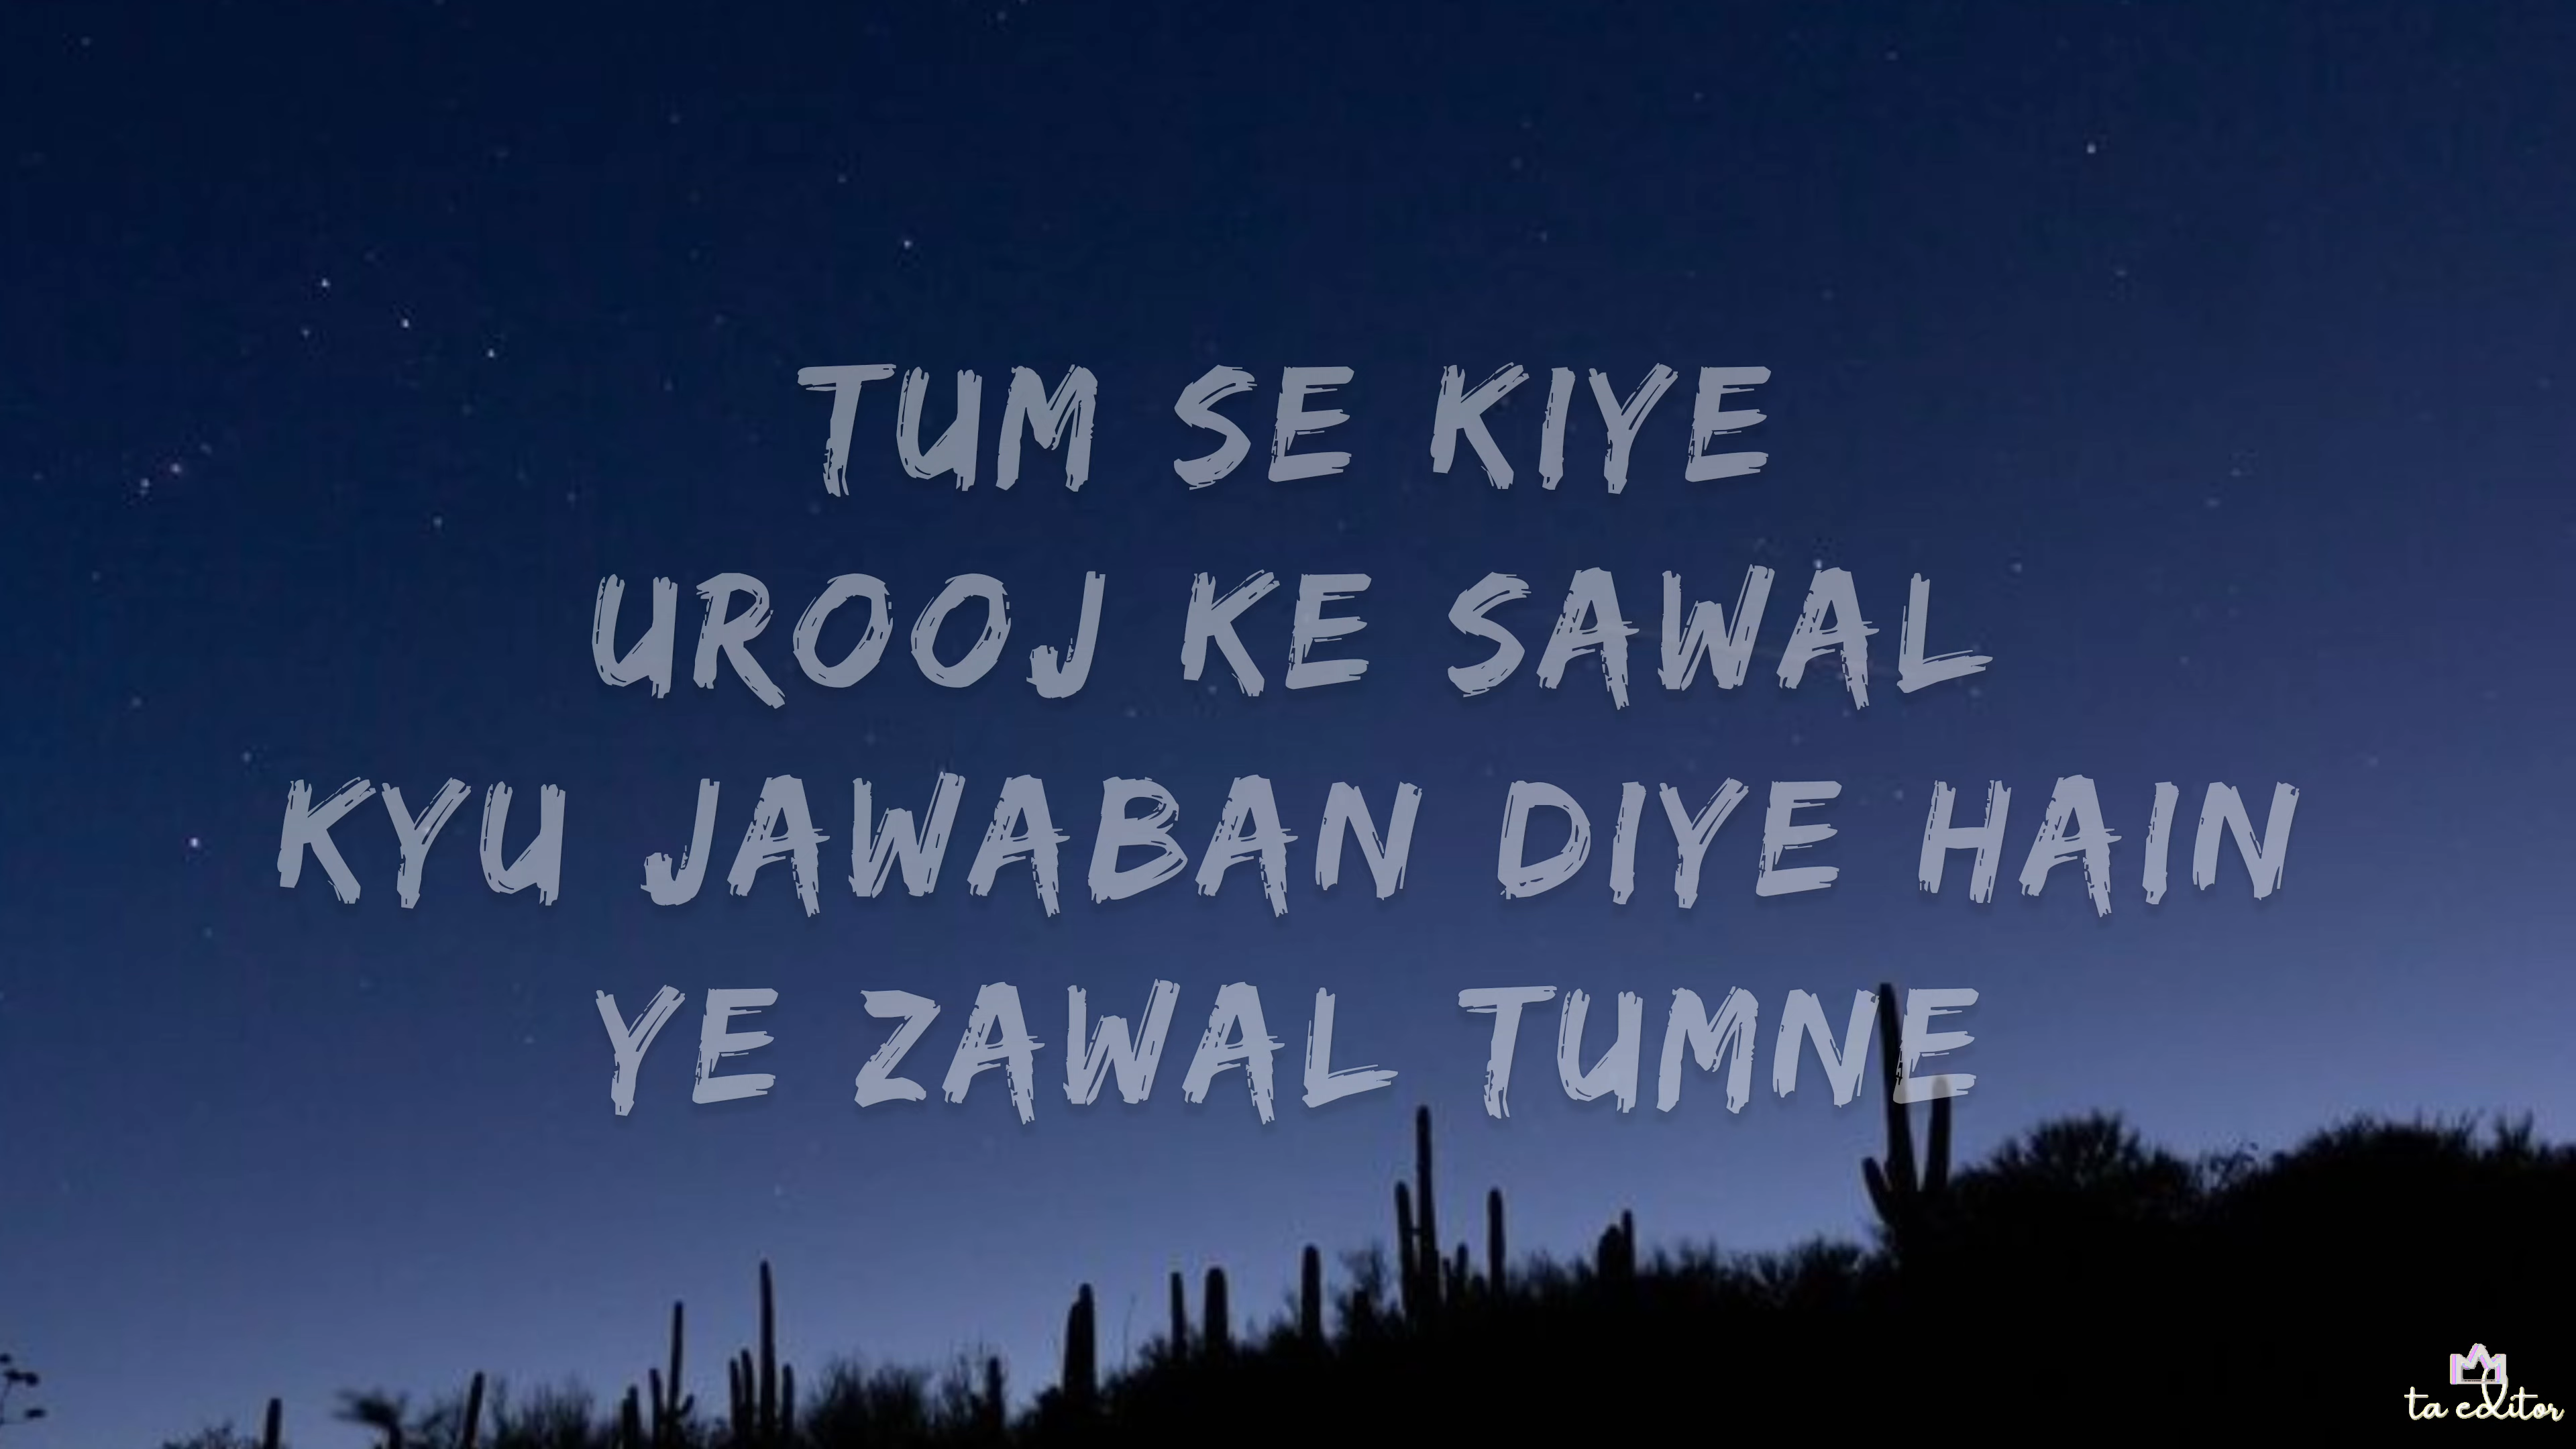 TUM SE KIYE
UROOJ KE SAWAL
KYU JAWABAN DIYE HAIN
YE ZAWAL TUMNE
ta editor